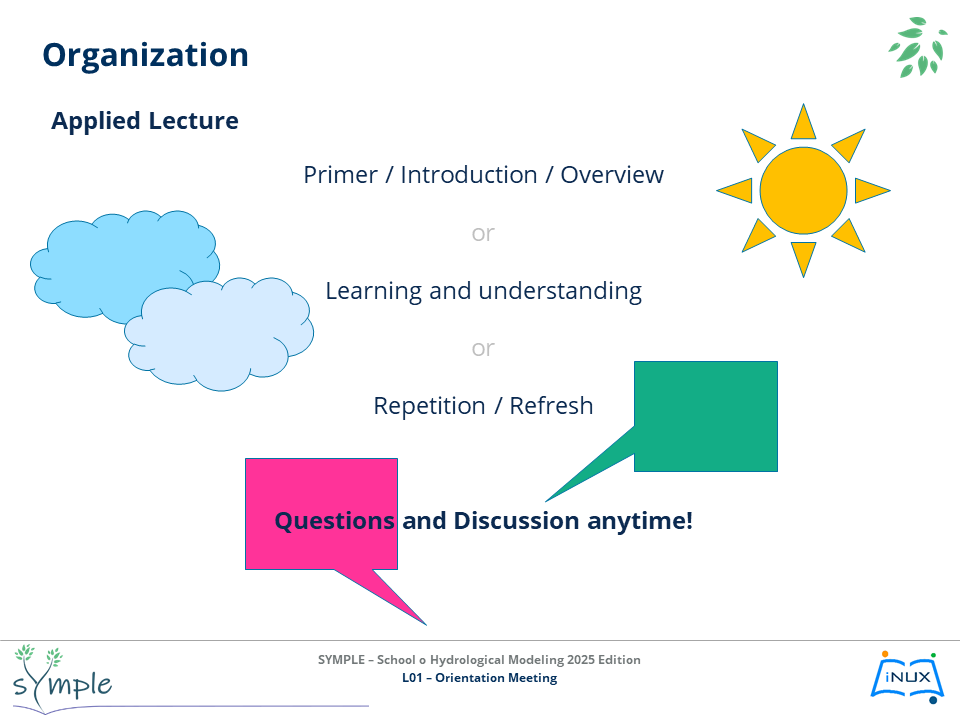 Organization
Applied Lecture
Primer / Introduction / Overview
or
Learning and understanding
or
Repetition / Refresh
Questions and Discussion anytime!
SYMPLE – School o Hydrological Modeling 2025 Edition
L01 – Orientation Meeting
sYmple
iNUX